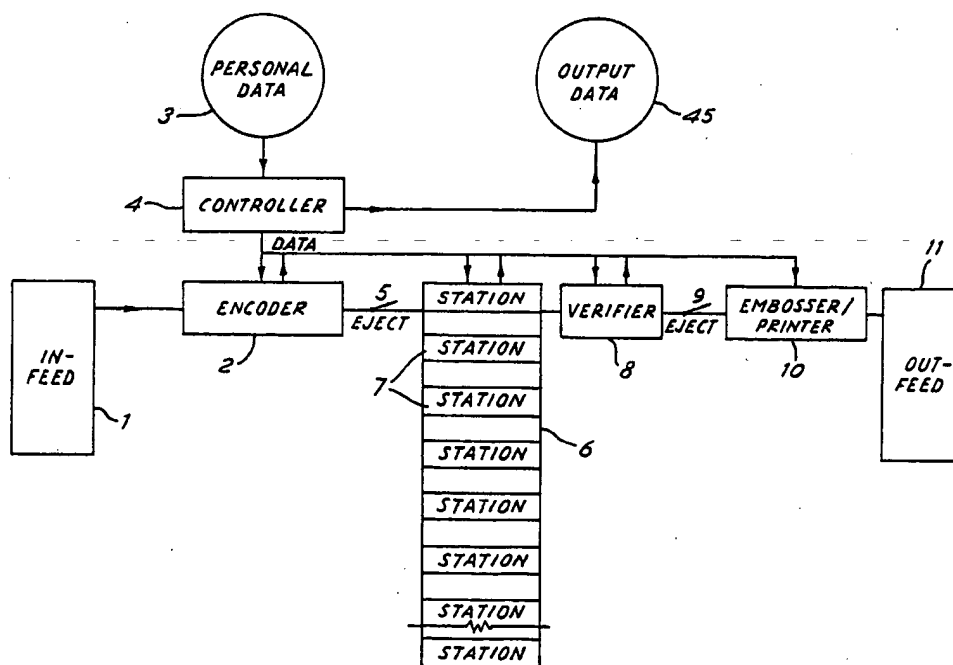 PERSONAL
DATA
3
OUTPUT
DATA
45
4
CONTROLLER
DATA
11
IN-
FEED
1
ENCODER
2
5
EJECT
STATION
VERIFIER
8
9
EJECT
EMBOSSER/
PRINTER
10
OUT-
FEED
7
STATION
STATION
6
STATION
STATION
STATION
STATION
STATION